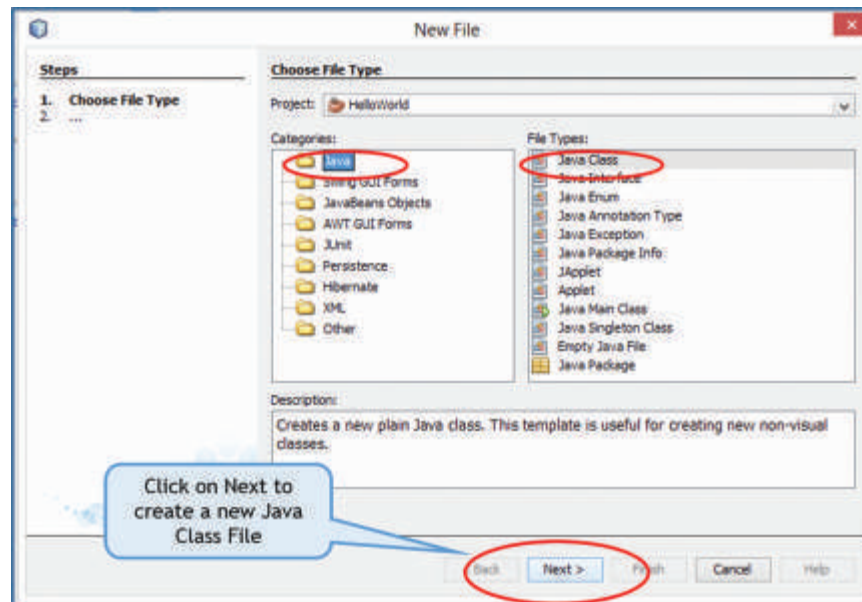 New File
Steps
1. Choose File Type
2. ...
Choose File Type
Project: HelloWorld
Categories:
Java
Swing GUI Forms
JavaBeans Objects
AWT GUI Forms
JUnit
Persistence
Hibernate
XML
Other
File Types:
Java Class
Java Interface
Java Enum
Java Annotation Type
Java Exception
Java Package Info
JApplet
Applet
Java Main Class
Java Singleton Class
Empty Java File
Java Package
Description:
Creates a new plain Java class. This template is useful for creating new non-visual
classes.
Click on Next to
create a new Java
Class File
Back Next > Finish Cancel Help